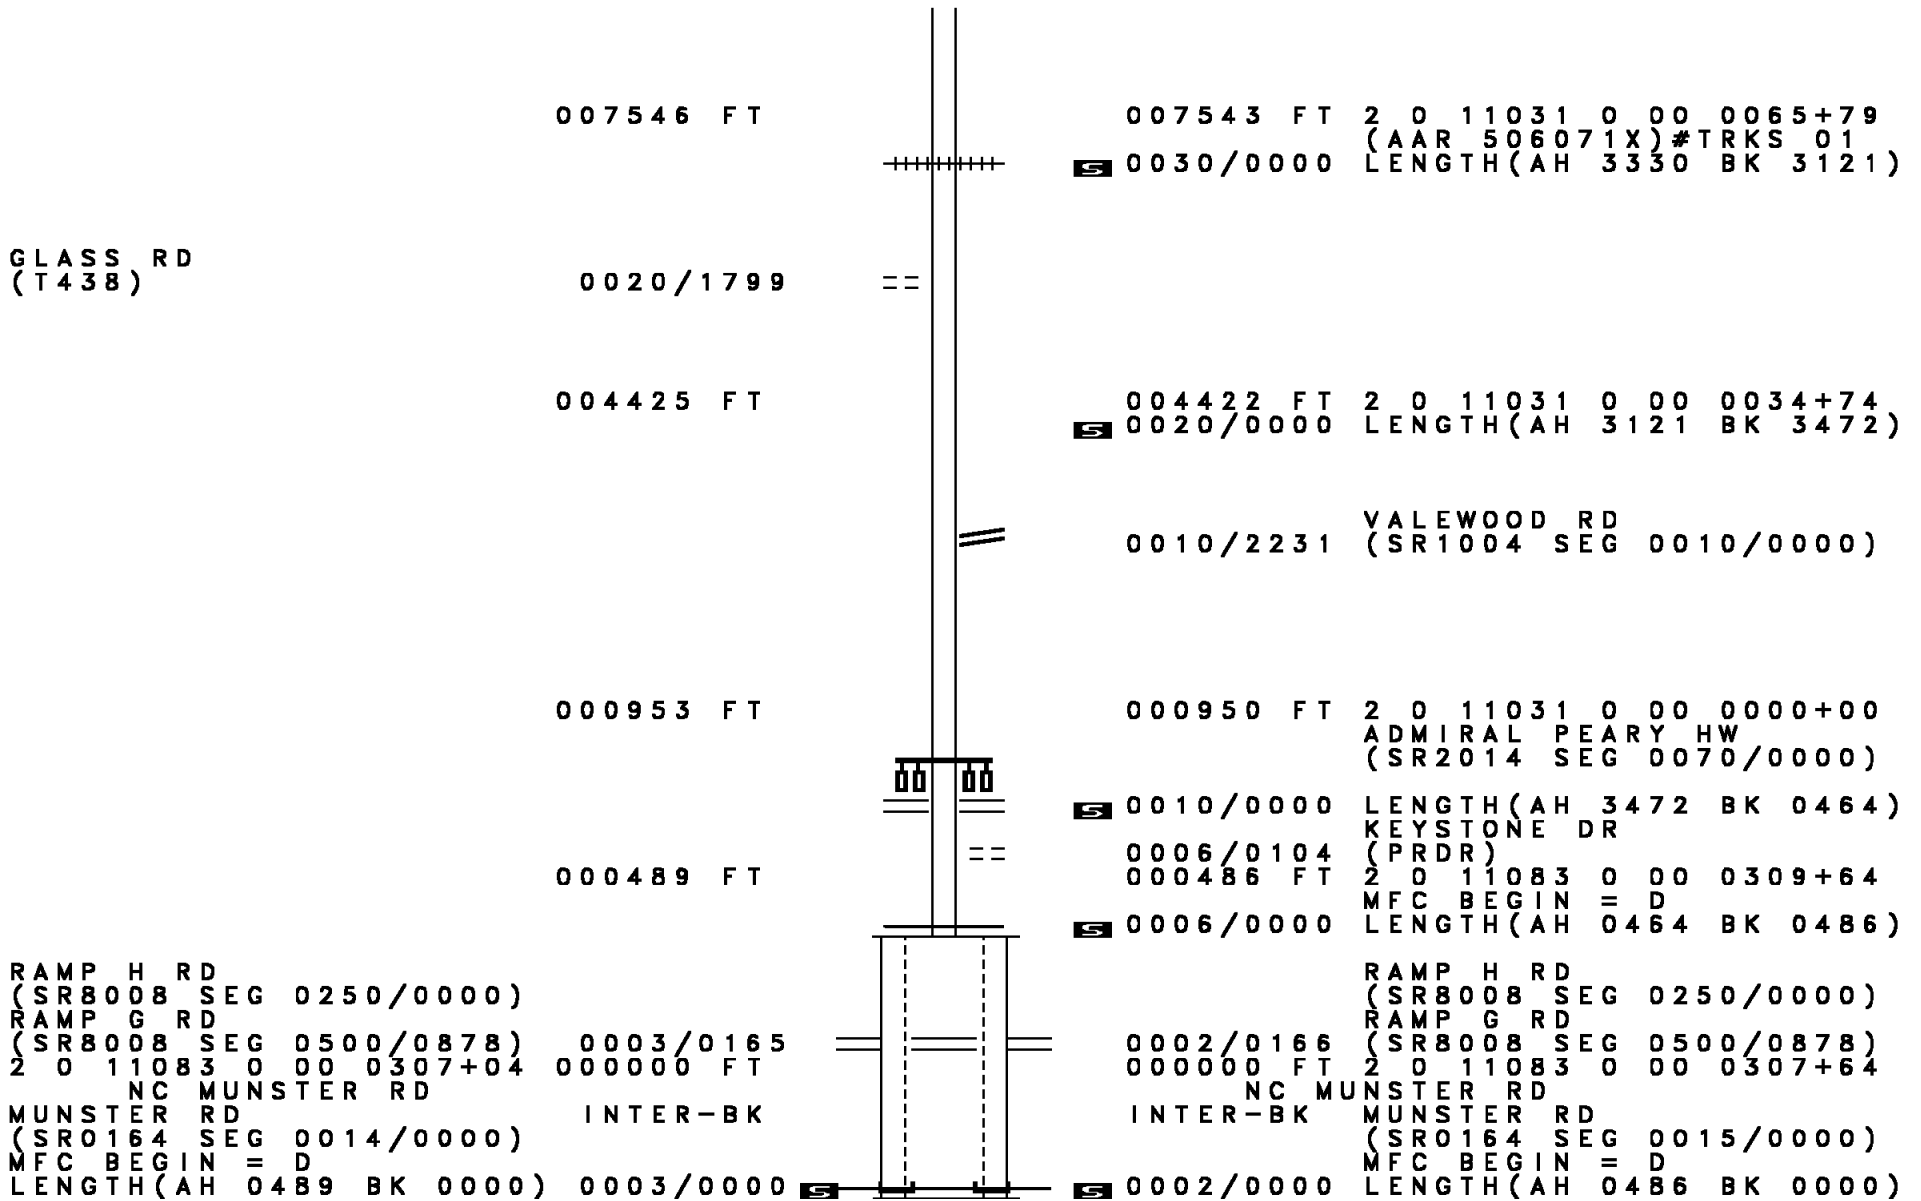 007546 FT 007543 FT 2 0 11031 0 00 0065+79
(AAR 506071X)#TRKS 01
S 0030/0000 LENGTH(AH 3330 BK 3121)
GLASS RD
(T438) 0020/1799
004425 FT 004422 FT 2 0 11031 0 00 0034+74
S 0020/0000 LENGTH(AH 3121 BK 3472)
VALEWOOD RD
0010/2231 (SR1004 SEG 0010/0000)
000953 FT 000950 FT 2 0 11031 0 00 0000+00
ADMIRAL PEARY HW
(SR2014 SEG 0070/0000)
S 0010/0000 LENGTH(AH 3472 BK 0464)
KEYSTONE DR
0006/0104 (PRDR)
000489 FT 000486 FT 2 0 11083 0 00 0309+64
MFC BEGIN = D
S 0006/0000 LENGTH(AH 0464 BK 0486)
RAMP H RD RAMP H RD
(SR8008 SEG 0250/0000) (SR8008 SEG 0250/0000)
RAMP G RD RAMP G RD
(SR8008 SEG 0500/0878) 0003/0165 0002/0166 (SR8008 SEG 0500/0878)
2 0 11083 0 00 0307+04 000000 FT 000000 FT 2 0 11083 0 00 0307+64
NC MUNSTER RD NC MUNSTER RD
MUNSTER RD INTER-BK INTER-BK MUNSTER RD
(SR0164 SEG 0014/0000) (SR0164 SEG 0015/0000)
MFC BEGIN = D MFC BEGIN = D
LENGTH(AH 0489 BK 0000) 0003/0000 S S 0002/0000 LENGTH(AH 0486 BK 0000)